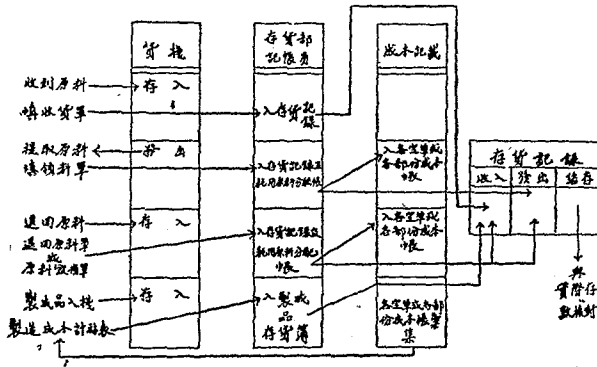 貨棧
存貨部
記帳員
成本記載
收到原料
存入
填收貨單
入存貨記
錄
提取原料
發出
填領料單
入存貨記錄及
耗用原料分配帳
入各定單或
各部份成本
帳
存貨記錄
收入
發出
結存
退回原料
存入
退回原料單
或
入存貨記錄及
耗用原料分配
帳
入各定單或
各部份成本
帳
與
實際存
數核對
製成品入棧
存入
製造成本計算表
入製成
品
存貨簿
各定單或各部
份成本帳彙
集